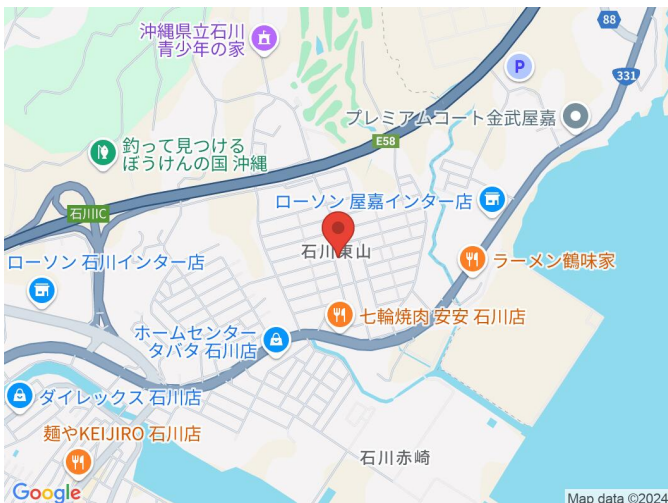 沖縄県立石川
青少年の家
88
P
331
プレミアムコート金武屋嘉
釣って見つける
ぼうけんの国 沖縄
E58
石川IC
ローソン 屋嘉インター店
石川東山
ローソン 石川インター店
ラーメン鶴味家
七輪焼肉 安安 石川店
ホームセンター
タバタ 石川店
ダイレックス 石川店
麺やKEIJIRO 石川店
石川赤崎
Google
Map data ©2024